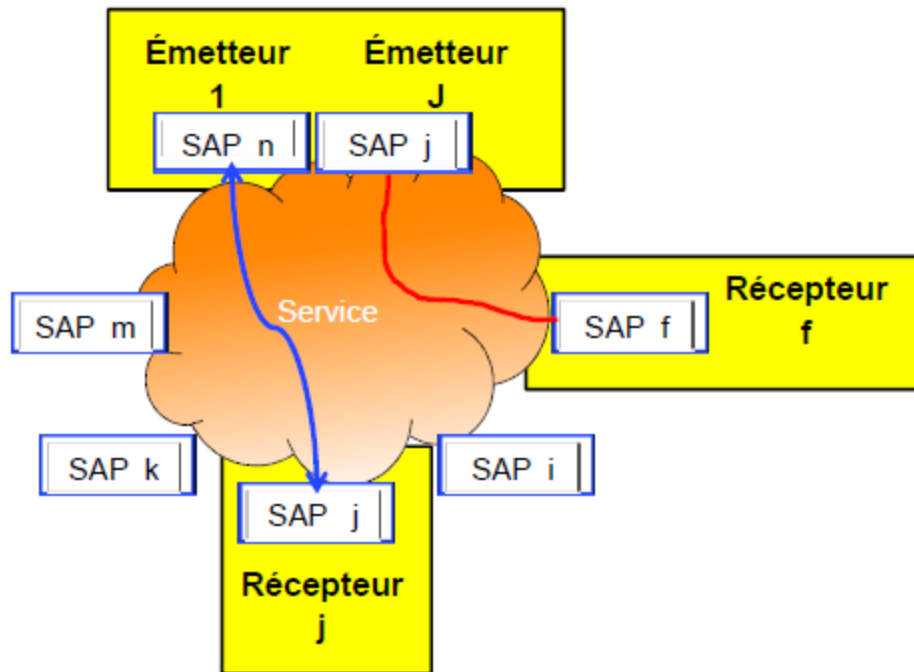 Émetteur
1
Émetteur
J
SAP n
SAP j
Service
SAP m
SAP f
Récepteur
f
SAP k
SAP i
SAP j
Récepteur
j